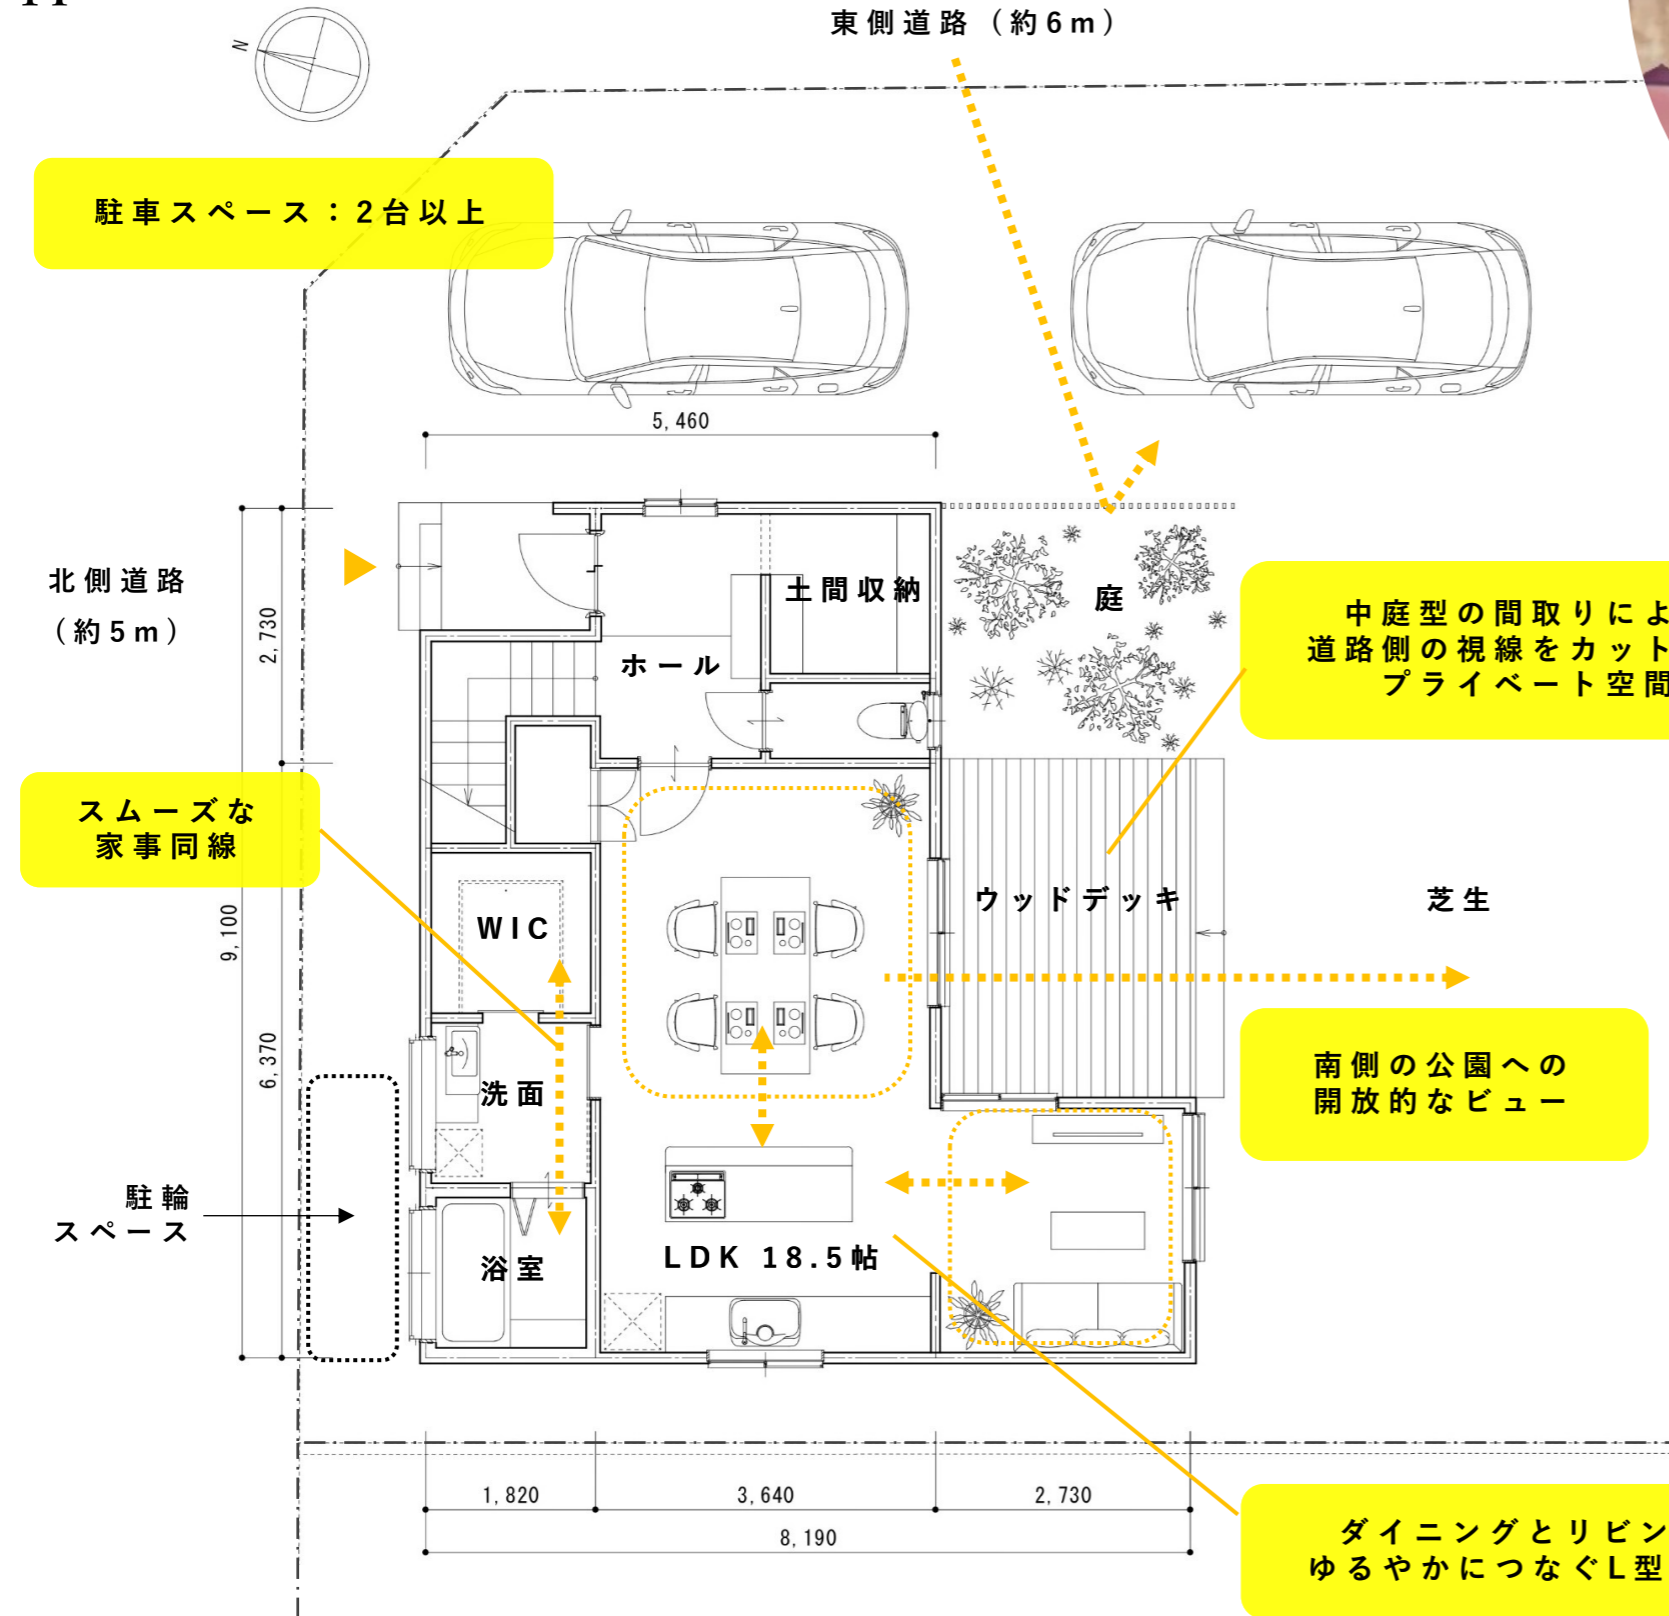 東側道路（約6m）
N
駐車スペース：2台以上
5,460
北側道路
（約5m）
2,730
土間収納
庭
ホール
中庭型の間取りによ
道路側の視線をカット
プライベート空間
スムーズな
家事同線
9,100
WIC
ウッドデッキ
芝生
6,370
洗面
南側の公園への
開放的なビュー
駐輪
スペース
浴室
LDK 18.5帖
1,820
3,640
2,730
8,190
ダイニングとリビン
ゆるやかにつなぐL型